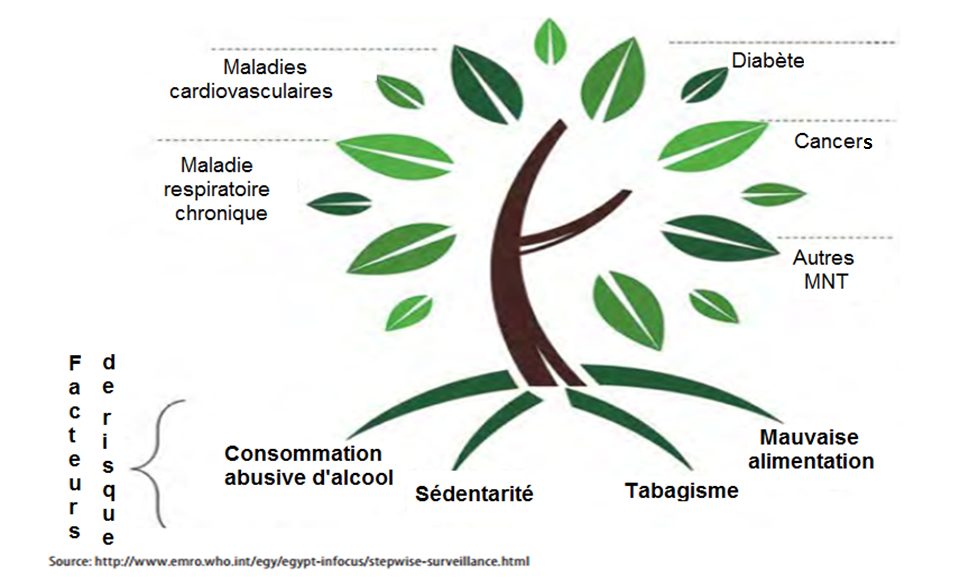 Maladies
cardiovasculaires
Diabète
Cancers
Maladie
respiratoire
chronique
Autres
MNT
Facteurs
de risque
Consommation
abusive d'alcool
Sédentarité
Tabagisme
Mauvaise
alimentation
Source: http://www.emro.who.int/egy/egypt-infocus/stepwise-surveillance.html